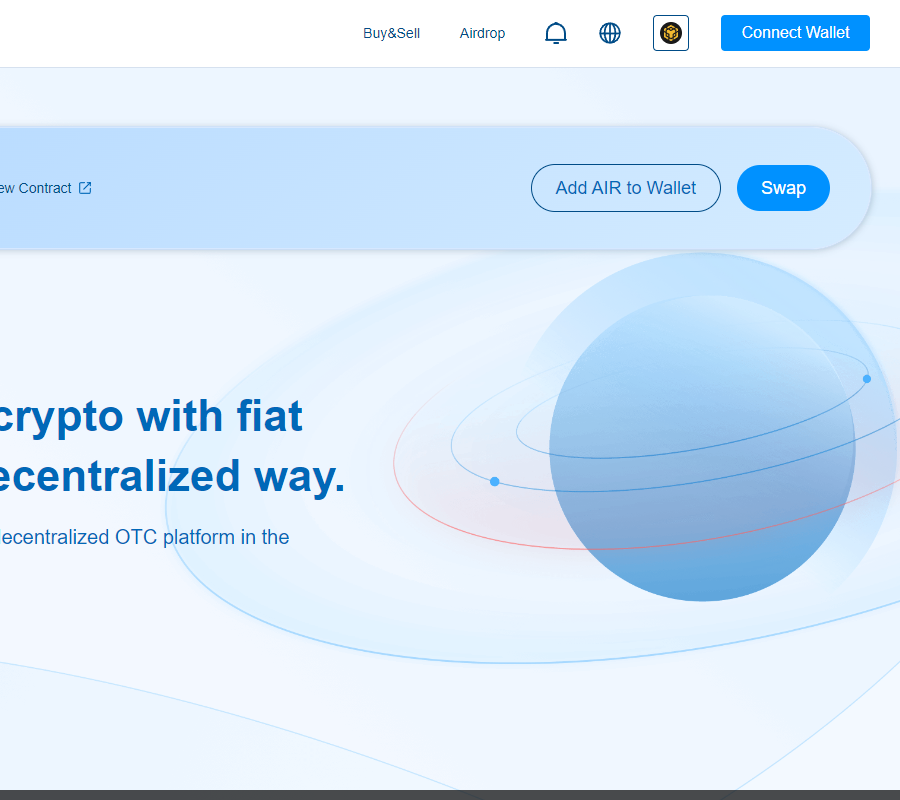 Buy&Sell Airdrop Connect Wallet
ew Contract Add AIR to Wallet Swap
crypto with fiat
ecentralized way.
decentralized OTC platform in the